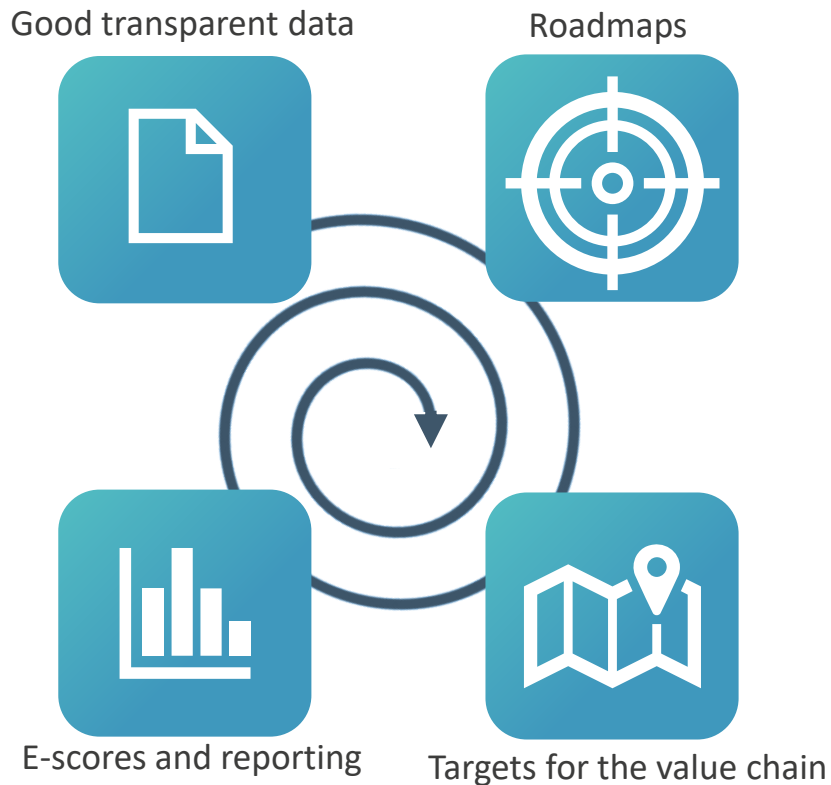 Good transparent data
Roadmaps
E-scores and reporting
Targets for the value chain